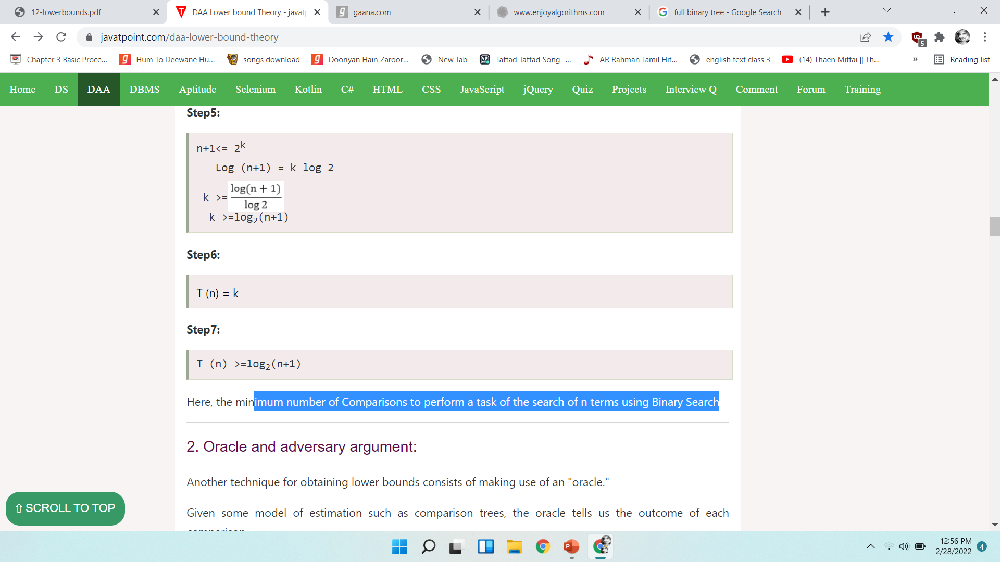 12-lowerbounds.pdf
DAA Lower bound Theory - javatp
gaana.com
www.enjoyalgorithms.com
full binary tree - Google Search
javatpoint.com/daa-lower-bound-theory
5
Chapter 3 Basic Proce...
Hum To Deewane Hu...
songs download
Dooriyan Hain Zaroor...
New Tab
Tattad Tattad Song -...
AR Rahman Tamil Hit...
english text class 3
(14) Thaen Mittai || Th...
»
Reading list
Home DS DAA DBMS Aptitude Selenium Kotlin C# HTML CSS JavaScript jQuery Quiz Projects Interview Q Comment Forum Training
Step5:
n+1<= 2^k
Log (n+1) = k log 2
k >= log(n + 1) / log 2
k >=log₂(n+1)
Step6:
T (n) = k
Step7:
T (n) >=log₂(n+1)
Here, the minimum number of Comparisons to perform a task of the search of n terms using Binary Search
2. Oracle and adversary argument:
Another technique for obtaining lower bounds consists of making use of an "oracle."
Given some model of estimation such as comparison trees, the oracle tells us the outcome of each
⇧ SCROLL TO TOP
12:56 PM
2/28/2022
4